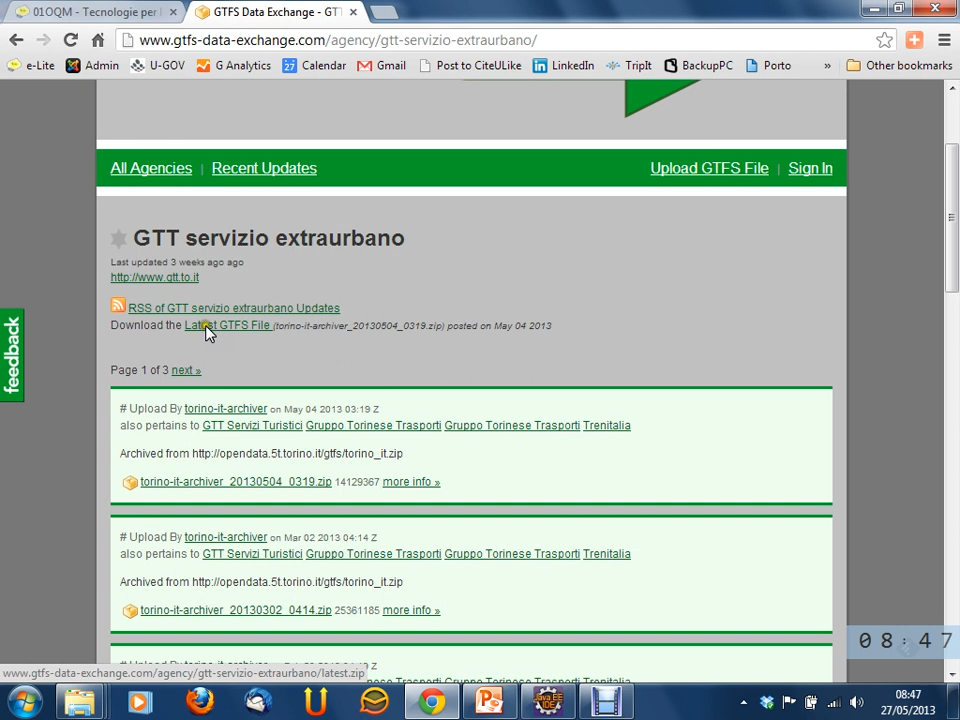 01OQM - Tecnologie per
GTFS Data Exchange - GT
www.gtfs-data-exchange.com/agency/gtt-servizio-extraurbano/
e-Lite Admin U-GOV G Analytics Calendar Gmail Post to CiteULike LinkedIn TripIt BackupPC Porto » Other bookmarks
All Agencies | Recent Updates Upload GTFS File | Sign In
GTT servizio extraurbano
Last updated 3 weeks ago ago
http://www.gtt.to.it
RSS of GTT servizio extraurbano Updates
Download the Latest GTFS File (torino-it-archiver_20130504_0319.zip) posted on May 04 2013
feedback
Page 1 of 3 next »
# Upload By torino-it-archiver on May 04 2013 03:19 Z
also pertains to GTT Servizi Turistici Gruppo Torinese Trasporti Gruppo Torinese Trasporti Trenitalia
Archived from http://opendata.5t.torino.it/gtfs/torino_it.zip
torino-it-archiver_20130504_0319.zip 14129367 more info »
# Upload By torino-it-archiver on Mar 02 2013 04:14 Z
also pertains to GTT Servizi Turistici Gruppo Torinese Trasporti Gruppo Torinese Trasporti Trenitalia
Archived from http://opendata.5t.torino.it/gtfs/torino_it.zip
torino-it-archiver_20130302_0414.zip 25361185 more info »
08:47
# Upload By torino-it-archiver
www.gtfs-data-exchange.com/agency/gtt-servizio-extraurbano/latest.zip
Java EE
IDE
08:47
27/05/2013